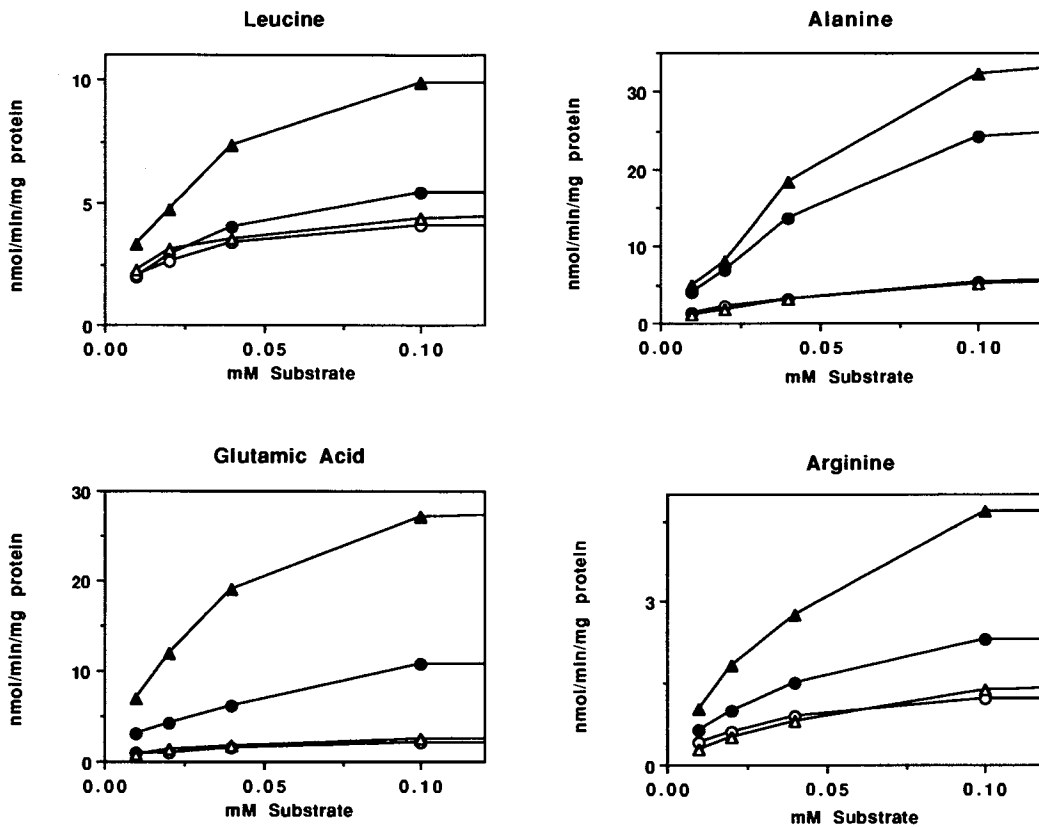 Leucine
nmol/min/mg protein
10
5
0
0.00
0.05
0.10
mM Substrate
Alanine
nmol/min/mg protein
30
20
10
0
0.00
0.05
0.10
mM Substrate
Glutamic Acid
nmol/min/mg protein
30
20
10
0
0.00
0.05
0.10
mM Substrate
Arginine
nmol/min/mg protein
3
0
0.00
0.05
0.10
mM Substrate